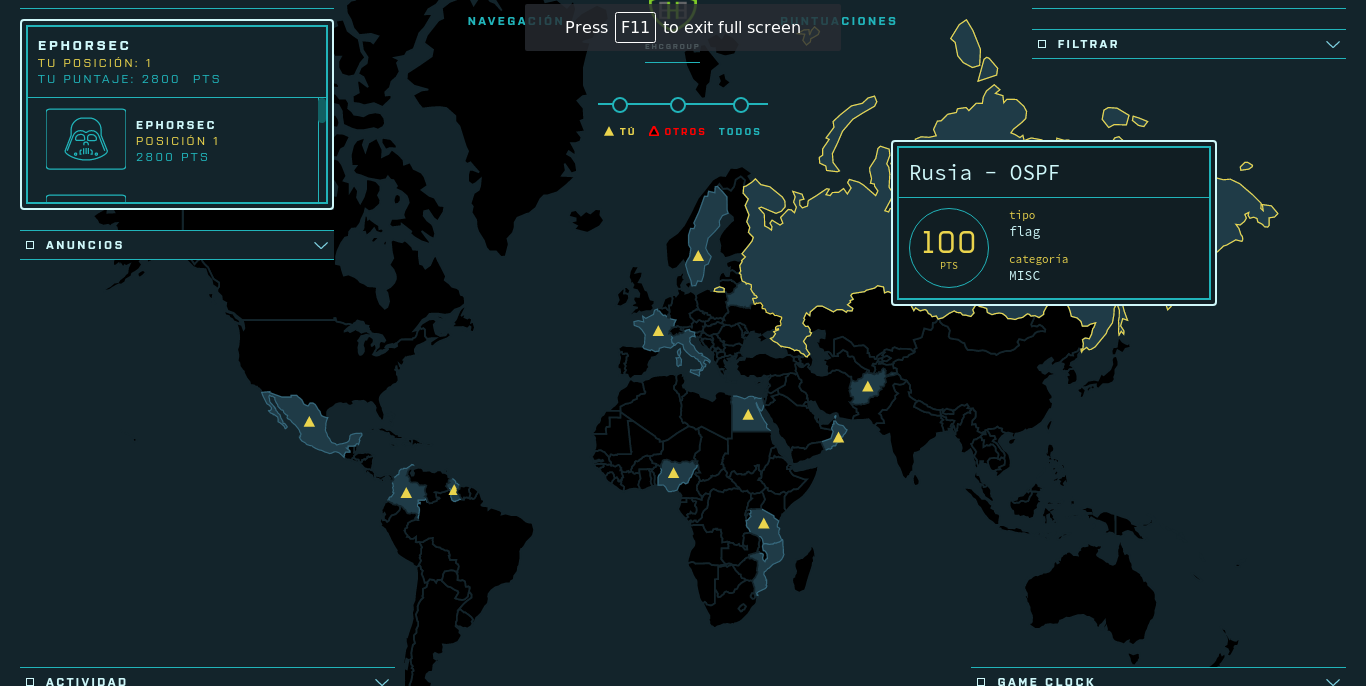 NAVEGACIÓN
PUNTUACIONES
Press F11 to exit full screen
EHCGROUP
EPHORSEC
TU POSICIÓN: 1
TU PUNTAJE: 2800 PTS
EPHORSEC
POSICIÓN 1
2800 PTS
ANUNCIOS
TÚ
OTROS
TODOS
FILTRAR
Rusia - OSPF
100
PTS
tipo
flag
categoria
MISC
ACTIVIDAD
GAME CLOCK